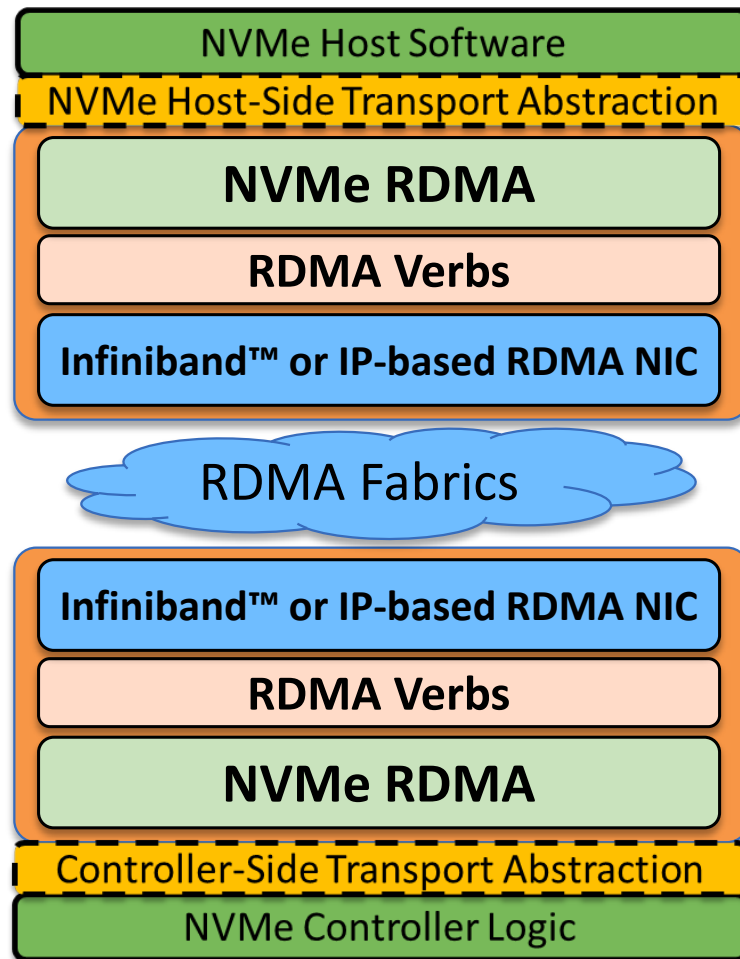 NVMe Host Software
NVMe Host-Side Transport Abstraction
NVMe RDMA
RDMA Verbs
Infiniband™ or IP-based RDMA NIC
RDMA Fabrics
Infiniband™ or IP-based RDMA NIC
RDMA Verbs
NVMe RDMA
Controller-Side Transport Abstraction
NVMe Controller Logic